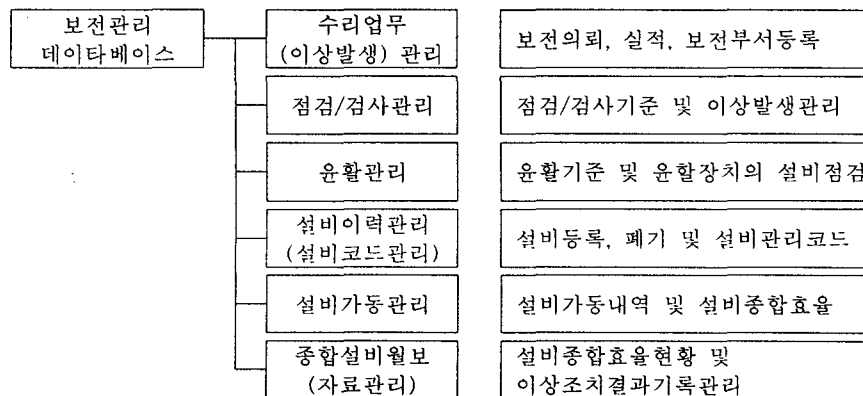 보전관리
데이타베이스
수리업무
(이상발생) 관리
보전의뢰, 실적, 보전부서등록
점검/검사관리
점검/검사기준 및 이상발생관리
윤활관리
윤활기준 및 윤할장치의 설비점검
설비이력관리
(설비코드관리)
설비등록, 폐기 및 설비관리코드
설비가동관리
설비가동내역 및 설비종합효율
종합설비월보
(자료관리)
설비종합효율현황 및
이상조치결과기록관리